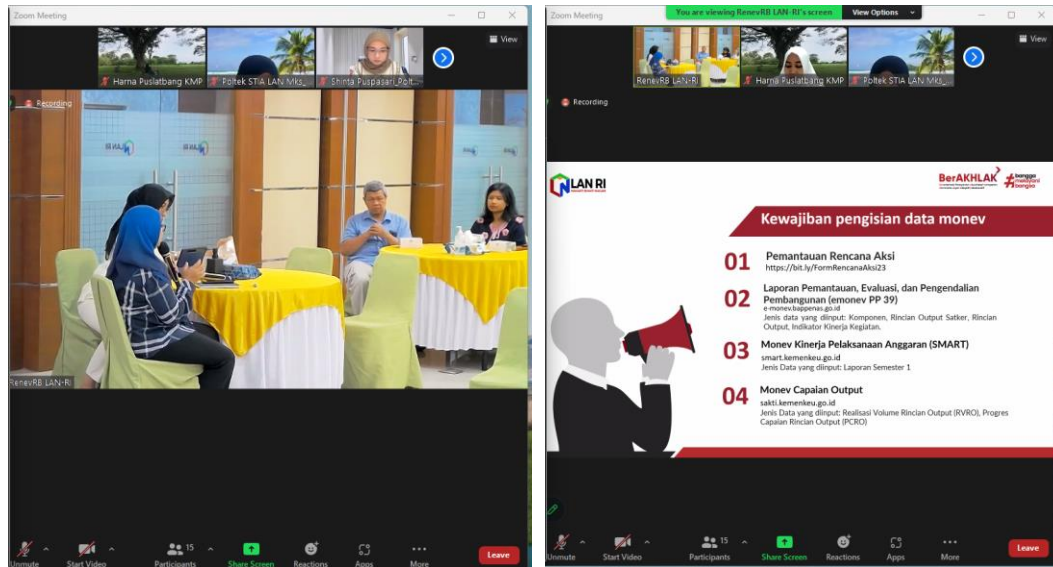 Zoom Meeting
View
Harna Puslatbang KMP
Poltek STIA LAN Mks_
Shinta Puspasari_Polt...
Recording
RenevRB LAN-RI
Unmute
Start Video
Participants
15
Share Screen
Reactions
Apps
More
Leave
Zoom Meeting
You are viewing RenevRB LAN-RI's screen
View Options
View
RenevRB LAN-RI
Harna Puslatbang KMP
Poltek STIA LAN Mks_
Recording
LAN RI
BerAKHLAK
#bangga
melayani
bangsa
Kewajiban pengisian data monev
01
Pemantauan Rencana Aksi
https://bit.ly/FormRencanaAksi23
02
Laporan Pemantauan, Evaluasi, dan Pengendalian
Pembangunan (emonev PP 39)
e-monev.bappenas.go.id
Jenis data yang diinput: Komponen, Rincian Output Satker, Rincian
Output, Indikator Kinerja Kegiatan.
03
Monev Kinerja Pelaksanaan Anggaran (SMART)
smart.kemenkeu.go.id
Jenis Data yang diinput: Laporan Semester 1
04
Monev Capaian Output
sakti.kemenkeu.go.id
Jenis Data yang diinput: Realisasi Volume Rincian Output (RVRO), Progres
Capaian Rincian Output (PCRO)
Unmute
Start Video
Participants
15
Share Screen
Reactions
Apps
More
Leave